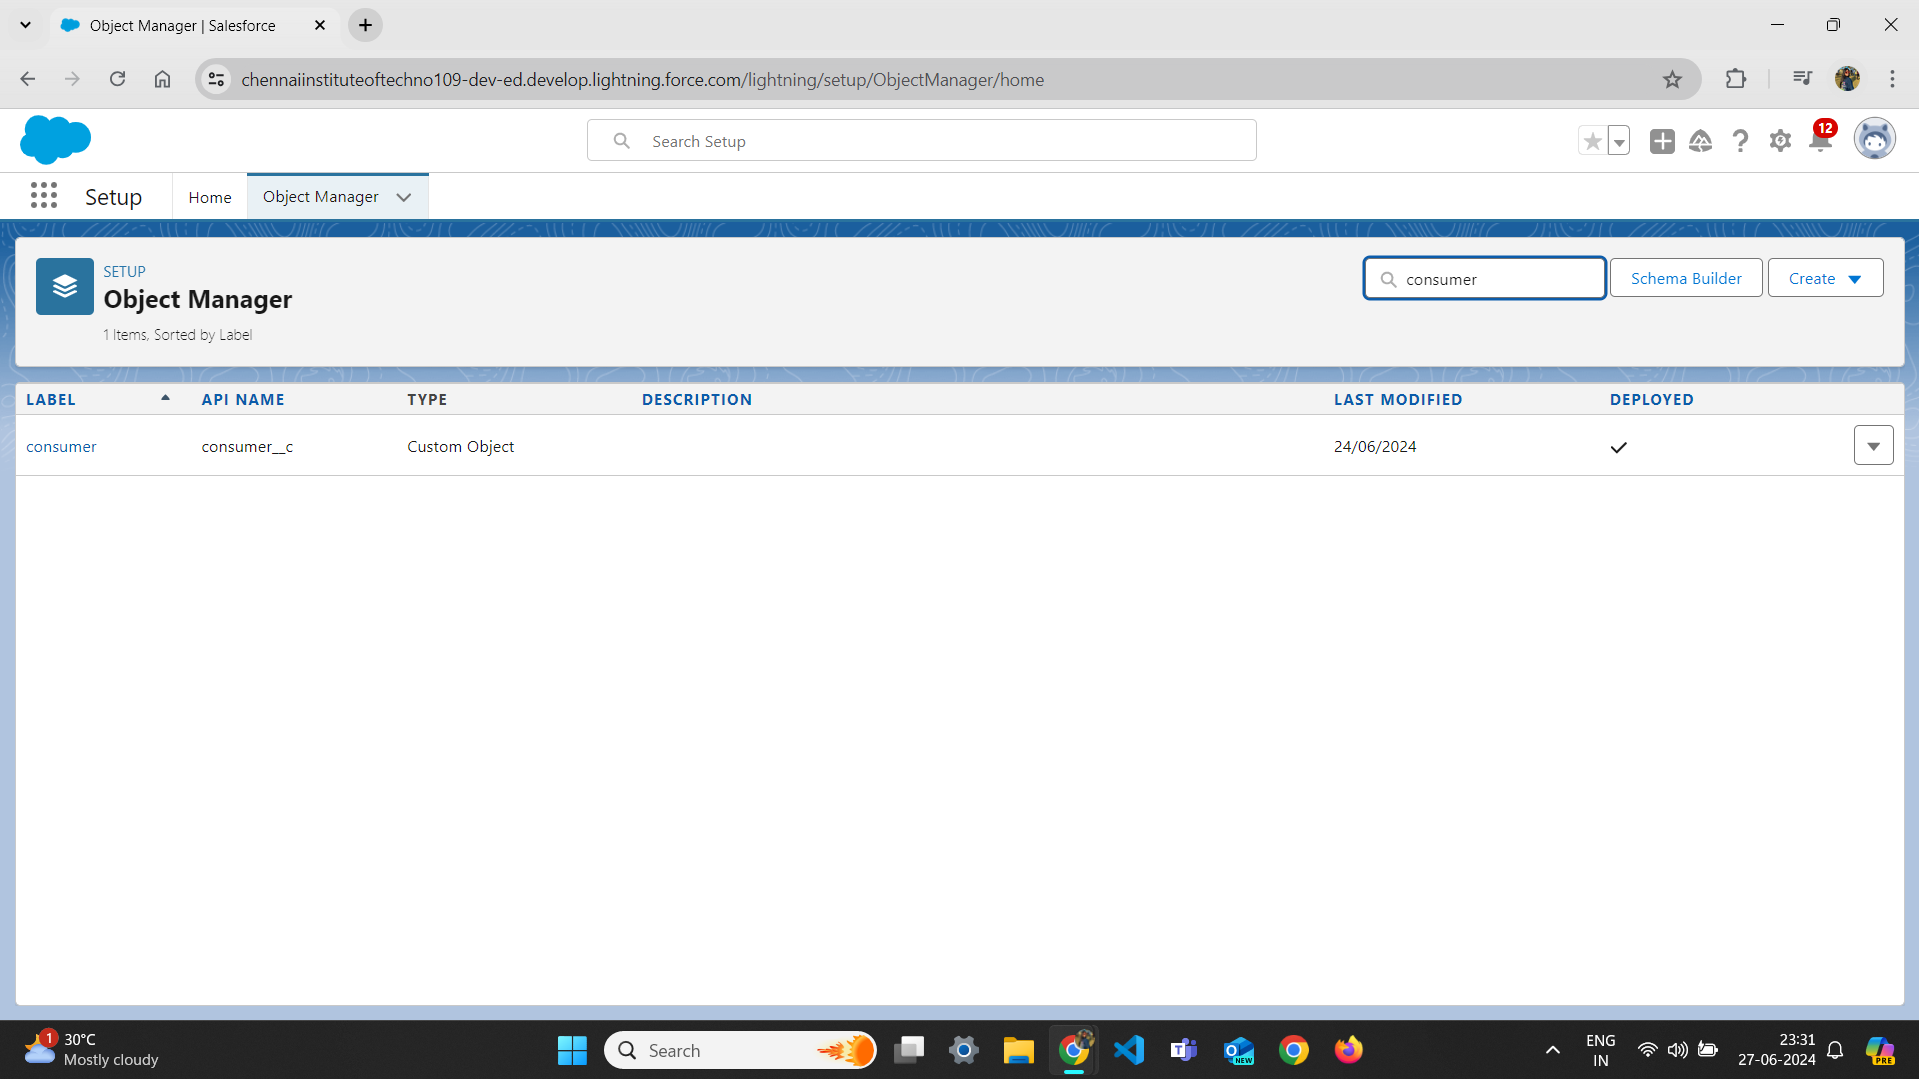 Object Manager | Salesforce
chennaiinstituteoftechno109-dev-ed.develop.lightning.force.com/lightning/setup/ObjectManager/home
Search Setup
12
Setup
Home
Object Manager
SETUP
Object Manager
1 Items, Sorted by Label
consumer
Schema Builder
Create
LABEL API NAME TYPE DESCRIPTION LAST MODIFIED DEPLOYED
consumer consumer__c Custom Object 24/06/2024
1
30°C
Mostly cloudy
Search
NEW
ENG
IN
23:31
27-06-2024
PRE